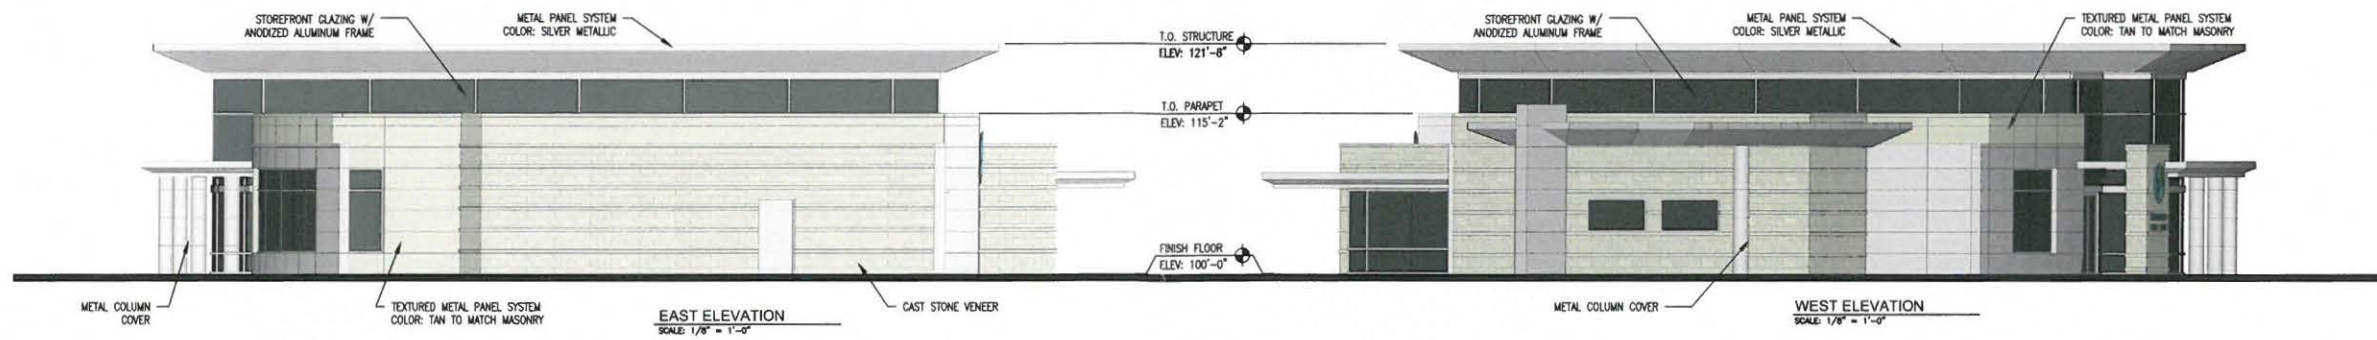 STOREFRONT GLAZING W/
ANODIZED ALUMINUM FRAME
METAL PANEL SYSTEM
COLOR: SILVER METALLIC
T.O. STRUCTURE
ELEV: 121'-8"
STOREFRONT GLAZING W/
ANODIZED ALUMINUM FRAME
METAL PANEL SYSTEM
COLOR: SILVER METALLIC
TEXTURED METAL PANEL SYSTEM
COLOR: TAN TO MATCH MASONRY
T.O. PARAPET
ELEV: 115'-2"
FINISH FLOOR
ELEV: 100'-0"
METAL COLUMN
COVER
TEXTURED METAL PANEL SYSTEM
COLOR: TAN TO MATCH MASONRY
CAST STONE VENEER
EAST ELEVATION
SCALE: 1/8" = 1'-0"
METAL COLUMN COVER
WEST ELEVATION
SCALE: 1/8" = 1'-0"